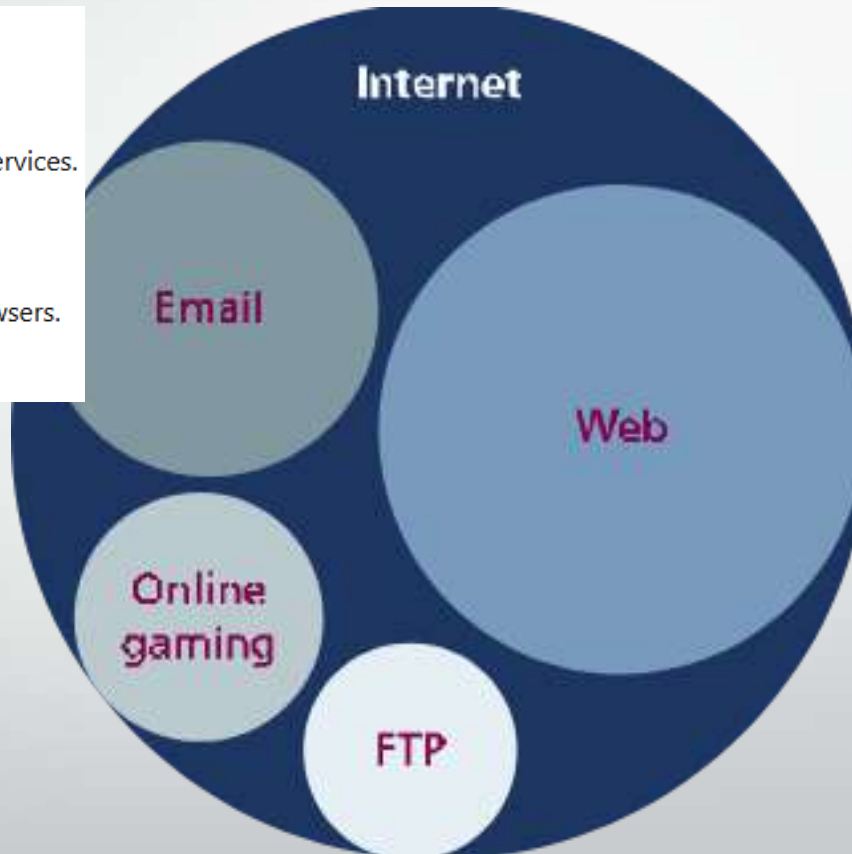 Internet
ervices.
wsers.
Email
Web
Online
gaming
FTP